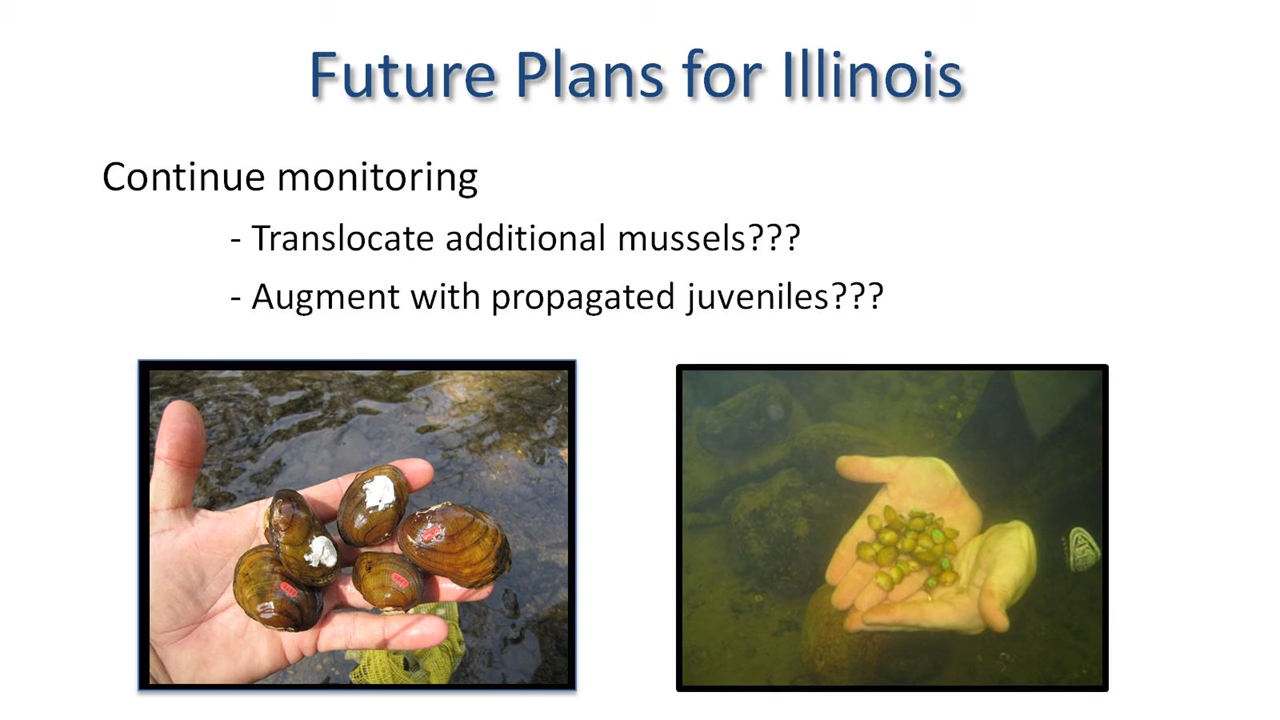 Future Plans for Illinois
Continue monitoring
- Translocate additional mussels???
- Augment with propagated juveniles???